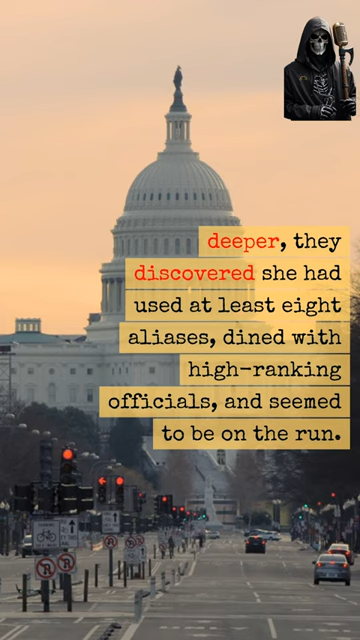 deeper, they
discovered she had
used at least eight
aliases, dined with
high-ranking
officials, and seemed
to be on the run.